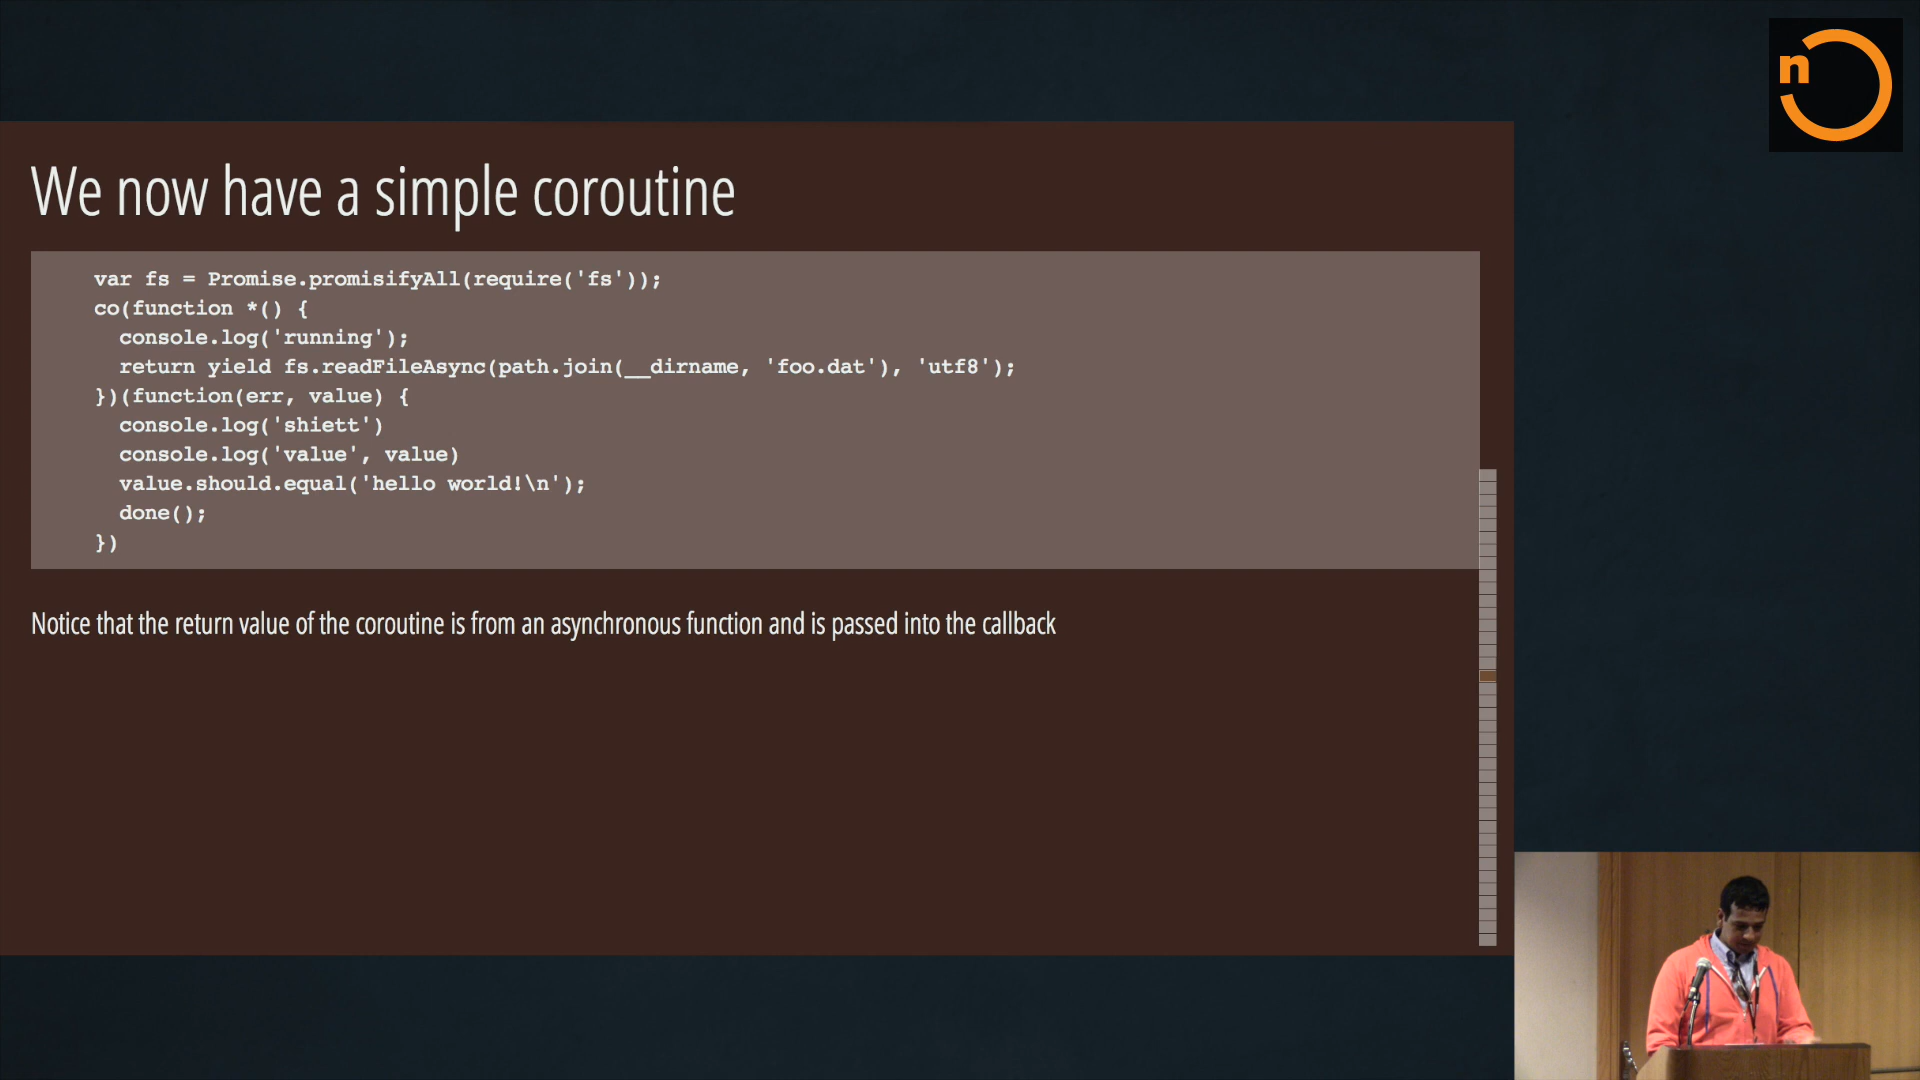 n
We now have a simple coroutine
var fs = Promise.promisifyAll(require('fs'));
co(function *() {
console.log('running');
return yield fs.readFileAsync(path.join(__dirname, 'foo.dat'), 'utf8');
})(function(err, value) {
console.log('shiett')
console.log('value', value)
value.should.equal('hello world!\n');
done();
})
Notice that the return value of the coroutine is from an asynchronous function and is passed into the callback